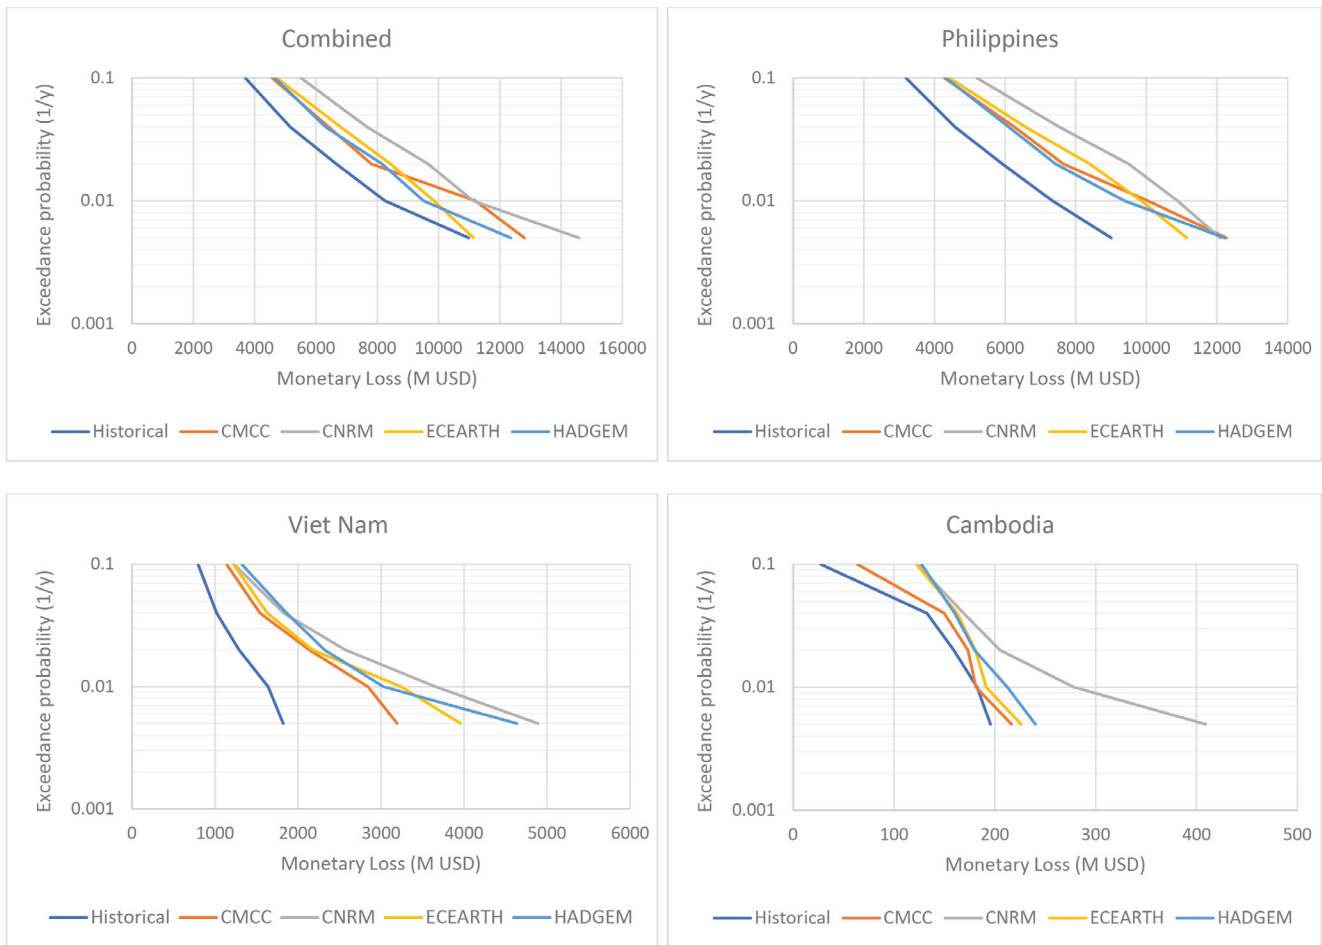 Combined
Exceedance probability (1/y)
0.1
0.01
0.001
0 2000 4000 6000 8000 10000 12000 14000 16000
Monetary Loss (M USD)
Historical CMCC CNRM ECEARTH HADGEM
Philippines
Exceedance probability (1/y)
0.1
0.01
0.001
0 2000 4000 6000 8000 10000 12000 14000
Monetary Loss (M USD)
Historical CMCC CNRM ECEARTH HADGEM
Viet Nam
Exceedance probability (1/y)
0.1
0.01
0.001
0 1000 2000 3000 4000 5000 6000
Monetary Loss (M USD)
Historical CMCC CNRM ECEARTH HADGEM
Cambodia
Exceedance probability (1/y)
0.1
0.01
0.001
0 100 200 300 400 500
Monetary Loss (M USD)
Historical CMCC CNRM ECEARTH HADGEM